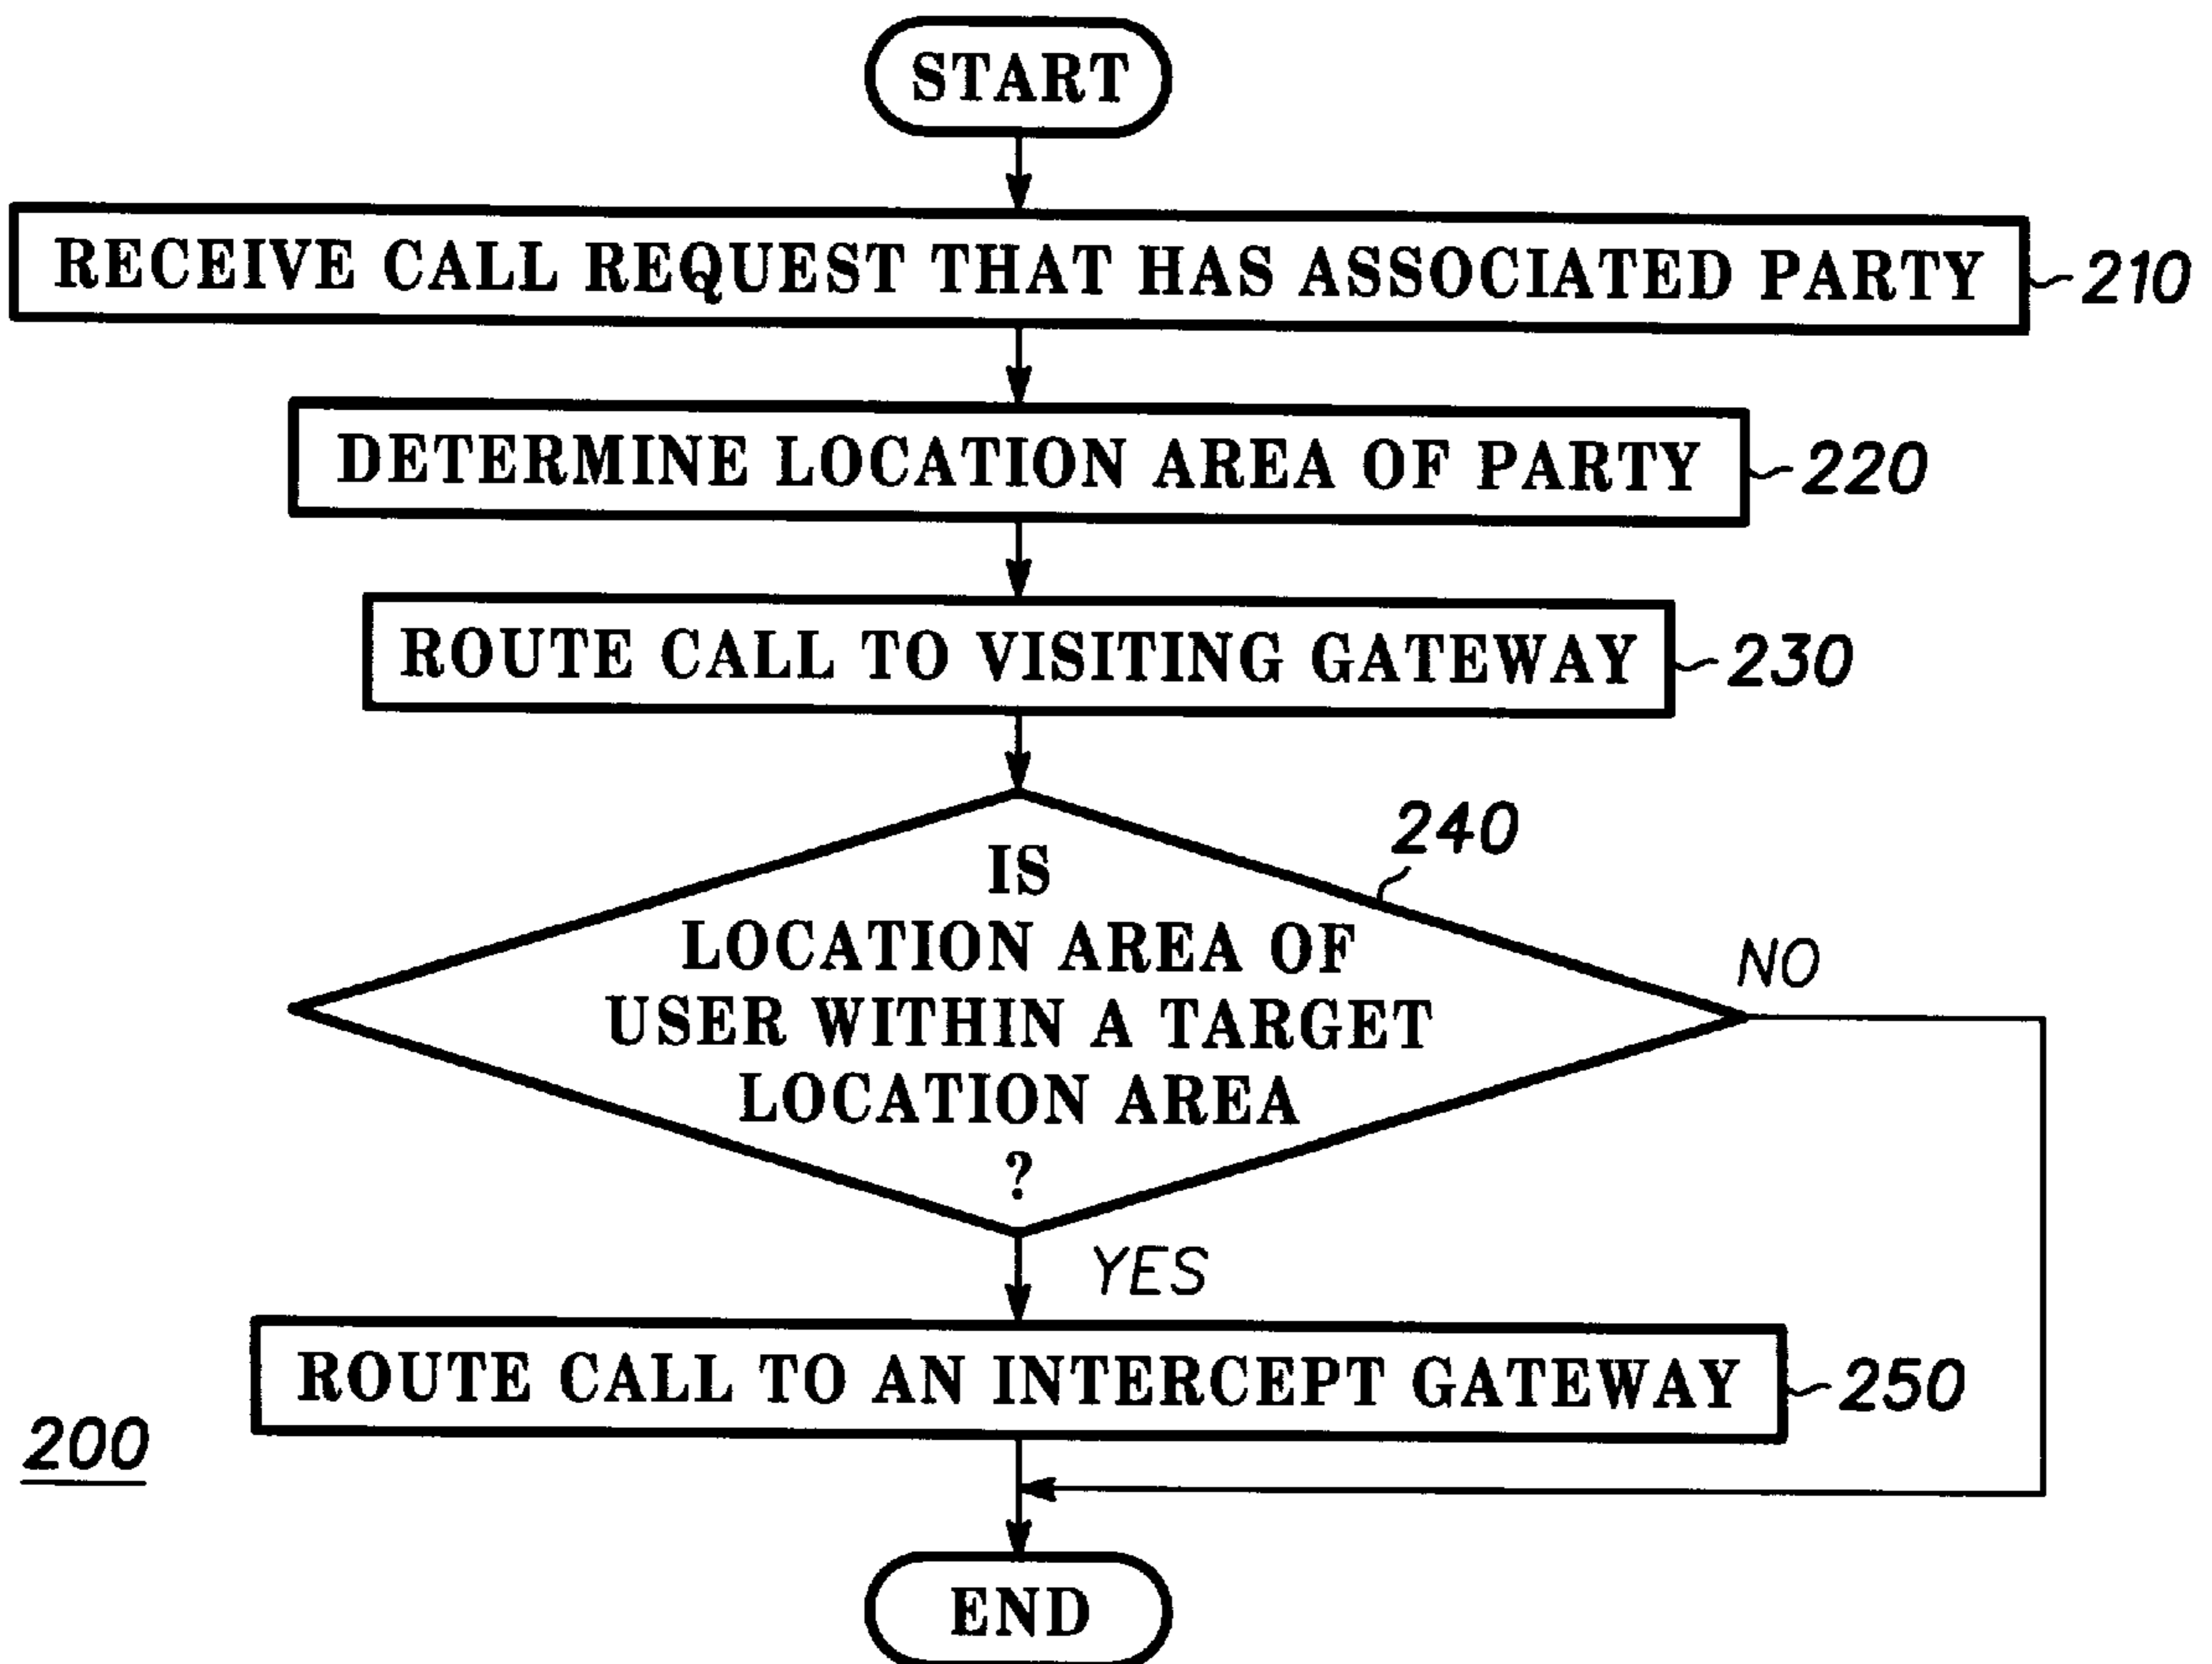 START
RECEIVE CALL REQUEST THAT HAS ASSOCIATED PARTY
210
DETERMINE LOCATION AREA OF PARTY
220
ROUTE CALL TO VISITING GATEWAY
230
240
IS
LOCATION AREA OF
USER WITHIN A TARGET
LOCATION AREA
?
NO
YES
ROUTE CALL TO AN INTERCEPT GATEWAY
250
200
END